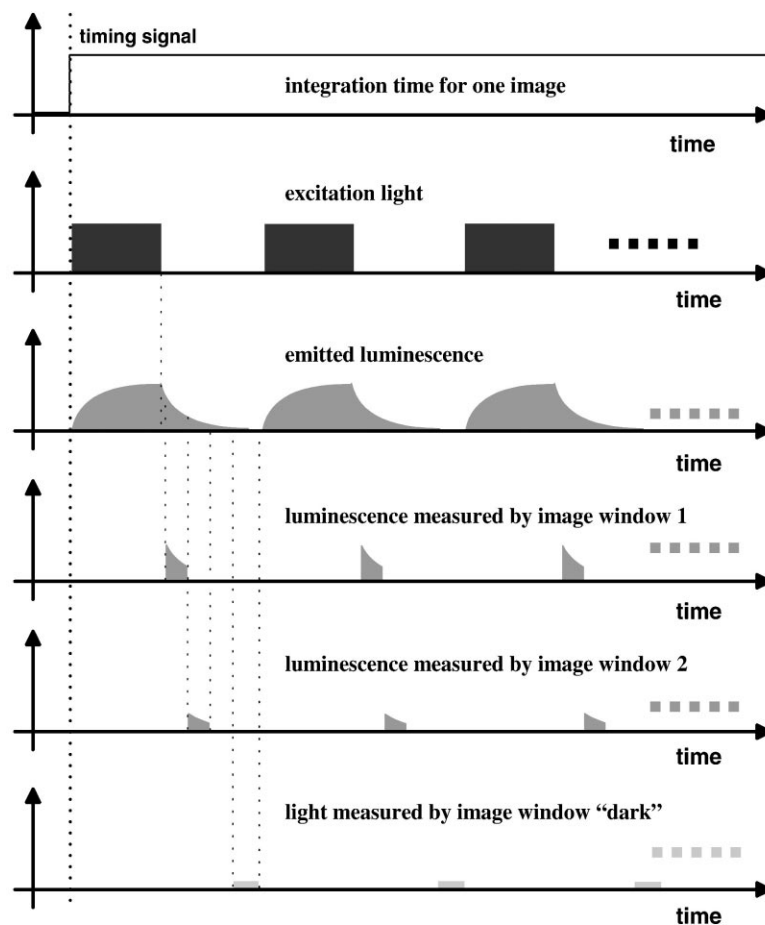 timing signal
integration time for one image
time
excitation light
time
emitted luminescence
time
luminescence measured by image window 1
time
luminescence measured by image window 2
time
light measured by image window “dark”
time